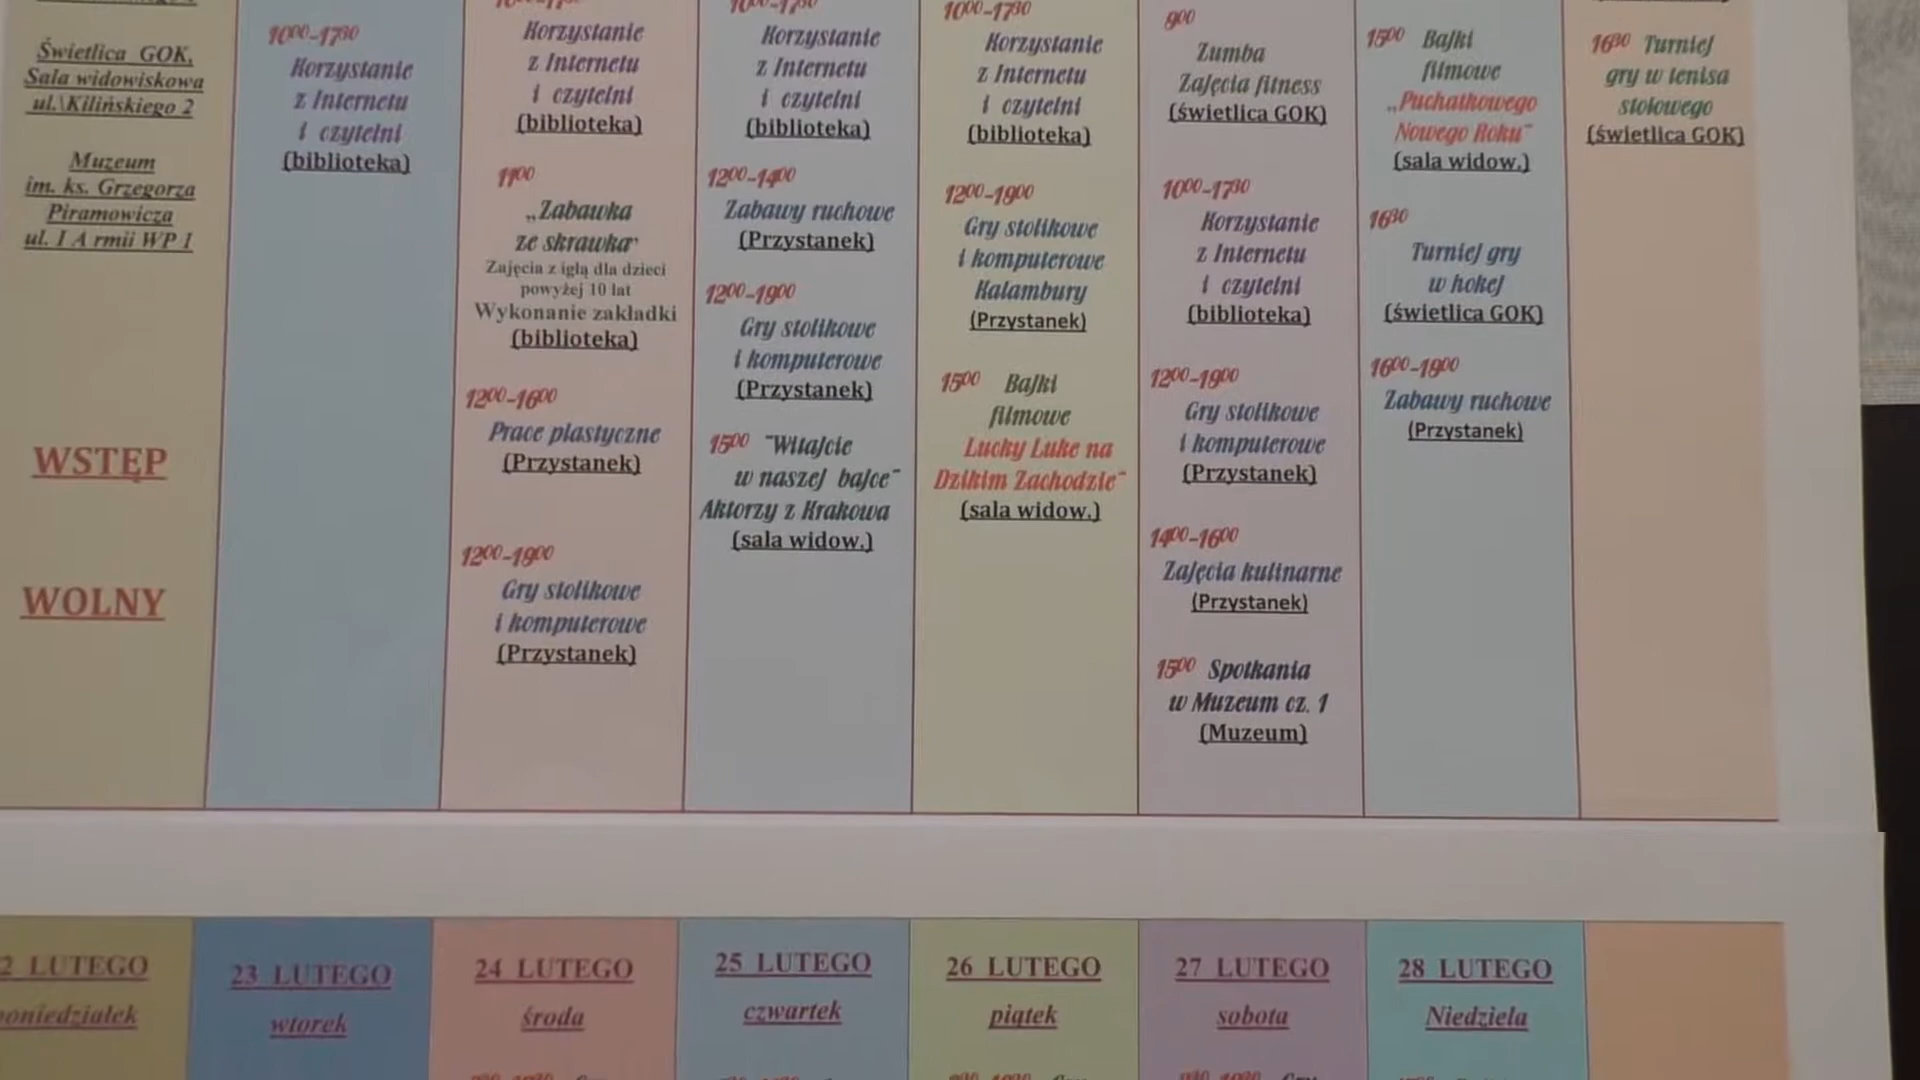 Świetlica GOK,
Sala widowiskowa
ul.\Kilińskiego 2
Muzeum
im. ks. Grzegorza
Piramowicza
ul. I A rmii WP 1
WSTĘP
WOLNY
10⁰⁰-17³⁰
Korzystanie
z Internetu
i czytelni
(biblioteka)
Korzystanie
z Internetu
i czytelni
(biblioteka)
11⁰⁰
„Zabawka
ze skrawka"
Zajęcia z igłą dla dzieci
powyżej 10 lat
Wykonanie zakładki
(biblioteka)
12⁰⁰-16⁰⁰
Prace plastyczne
(Przystanek)
12⁰⁰-19⁰⁰
Gry stolikowe
i komputerowe
(Przystanek)
Korzystanie
z Internetu
i czytelni
(biblioteka)
12⁰⁰-14⁰⁰
Zabawy ruchowe
(Przystanek)
12⁰⁰-19⁰⁰
Gry stolikowe
i komputerowe
(Przystanek)
15⁰⁰ "Witajcie
w naszej bajce"
Aktorzy z Krakowa
(sala widow.)
10⁰⁰-17³⁰
Korzystanie
z Internetu
i czytelni
(biblioteka)
12⁰⁰-19⁰⁰
Gry stolikowe
i komputerowe
Kalambury
(Przystanek)
15⁰⁰ Bajki
filmowe
Lucky Luke na
Dzikim Zachodzie"
(sala widow.)
9⁰⁰
Zumba
Zajęcia fitness
(świetlica GOK)
10⁰⁰-17³⁰
Korzystanie
z Internetu
i czytelni
(biblioteka)
12⁰⁰-19⁰⁰
Gry stolikowe
i komputerowe
(Przystanek)
14⁰⁰-16⁰⁰
Zajęcia kulinarne
(Przystanek)
15⁰⁰ Spotkania
w Muzeum cz. 1
(Muzeum)
15⁰⁰ Bajki
filmowe
„Puchatkowego
Nowego Roku"
(sala widow.)
16³⁰
Turniej gry
w hokej
(świetlica GOK)
16⁰⁰-19⁰⁰
Zabawy ruchowe
(Przystanek)
16³⁰ Turniej
gry w tenisa
stołowego
(świetlica GOK)
2 LUTEGO
oniedziałek
23 LUTEGO
wtorek
24 LUTEGO
środa
25 LUTEGO
czwartek
26 LUTEGO
piątek
27 LUTEGO
sobota
28 LUTEGO
Niedziela